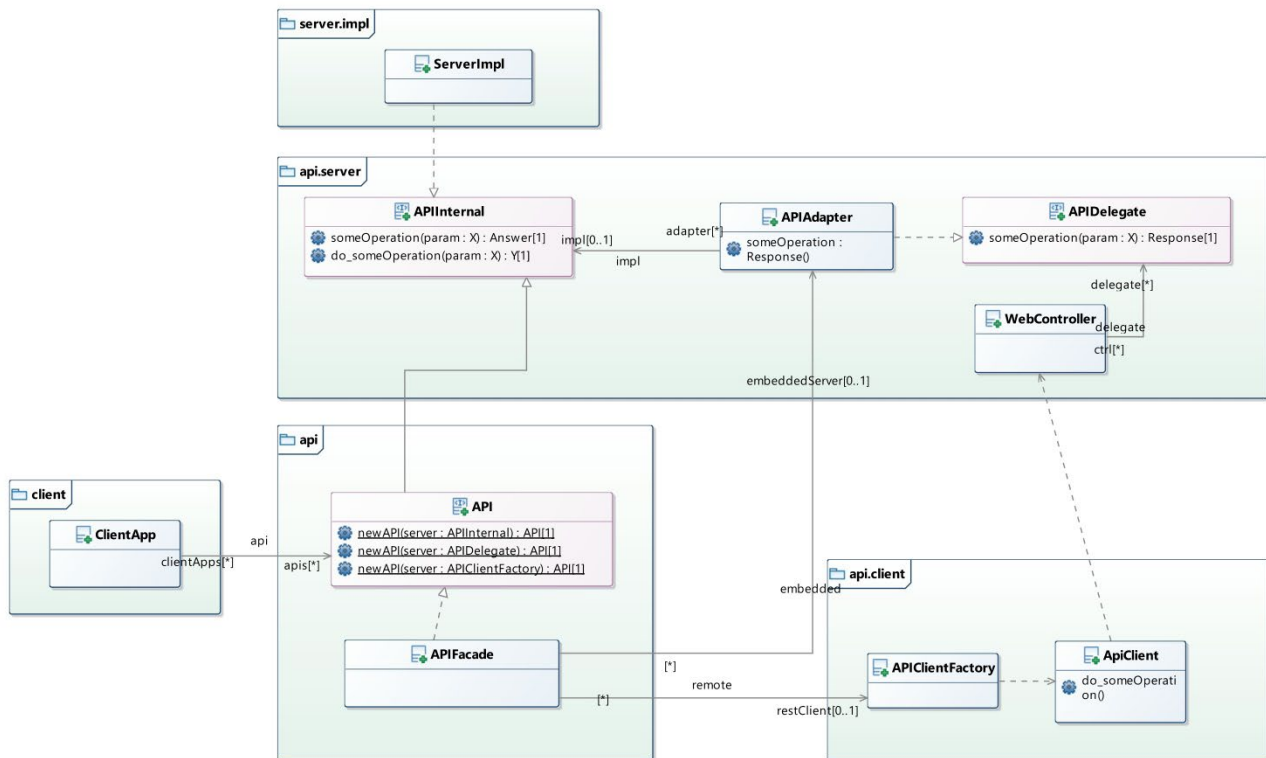 server.impl
ServerImpl
api.server
APIInternal
someOperation(param : X) : Answer[1]
do_someOperation(param : X) : Y[1]
impl[0..1]
impl
adapter[*]
APIAdapter
someOperation :
Response()
APIDelegate
someOperation(param : X) : Response[1]
delegate[*]
WebController
delegate
ctrl[*]
embeddedServer[0..1]
api
client
ClientApp
clientApps[*]
api
apis[*]
API
newAPI(server : APIInternal) : API[1]
newAPI(server : APIDelegate) : API[1]
newAPI(server : APIClientFactory) : API[1]
embedded
api.client
APIFacade
[*]
[*]
remote
restClient[0..1]
APIClientFactory
ApiClient
do_someOperati
on()